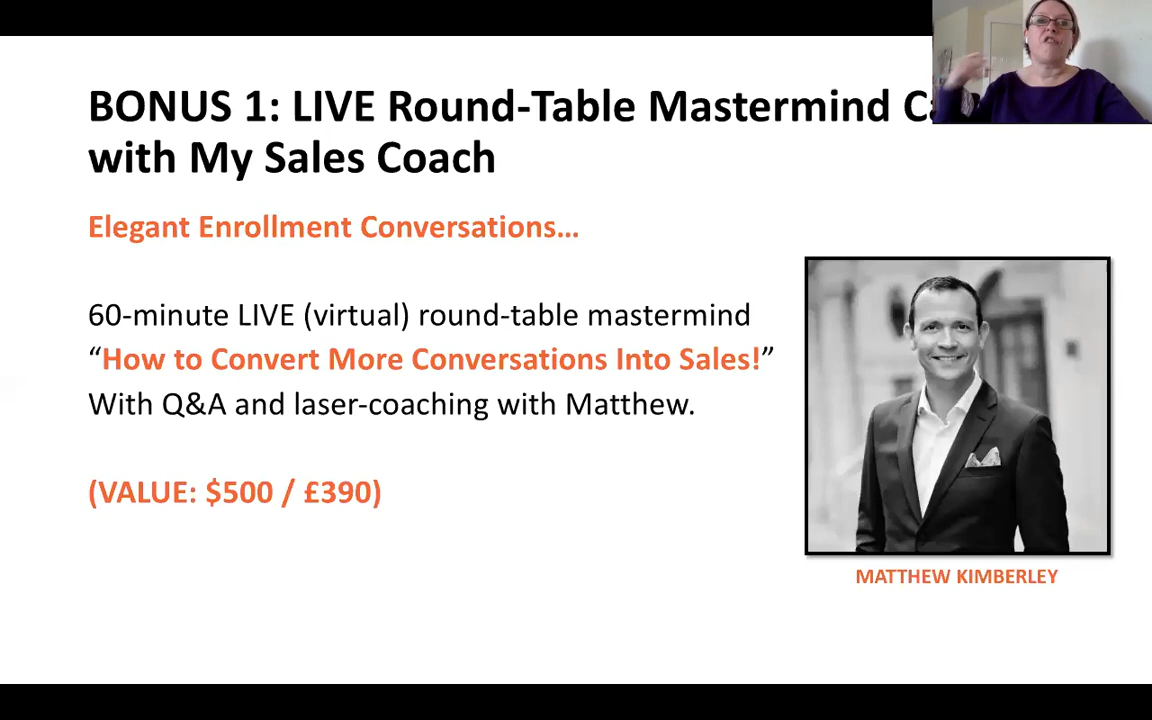 BONUS 1: LIVE Round-Table Mastermind
with My Sales Coach
Elegant Enrollment Conversations...
60-minute LIVE (virtual) round-table mastermind
“How to Convert More Conversations Into Sales!”
With Q&A and laser-coaching with Matthew.
(VALUE: $500 / £390)
MATTHEW KIMBERLEY